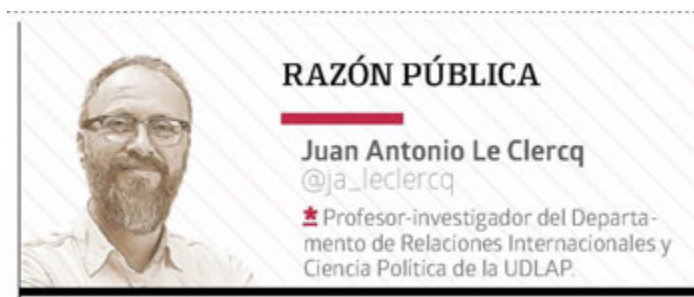 RAZÓN PÚBLICA
Juan Antonio Le Clercq
@ja_leclercq
* Profesor-investigador del Departa-
mento de Relaciones Internacionales y
Ciencia Política de la UDLAP.